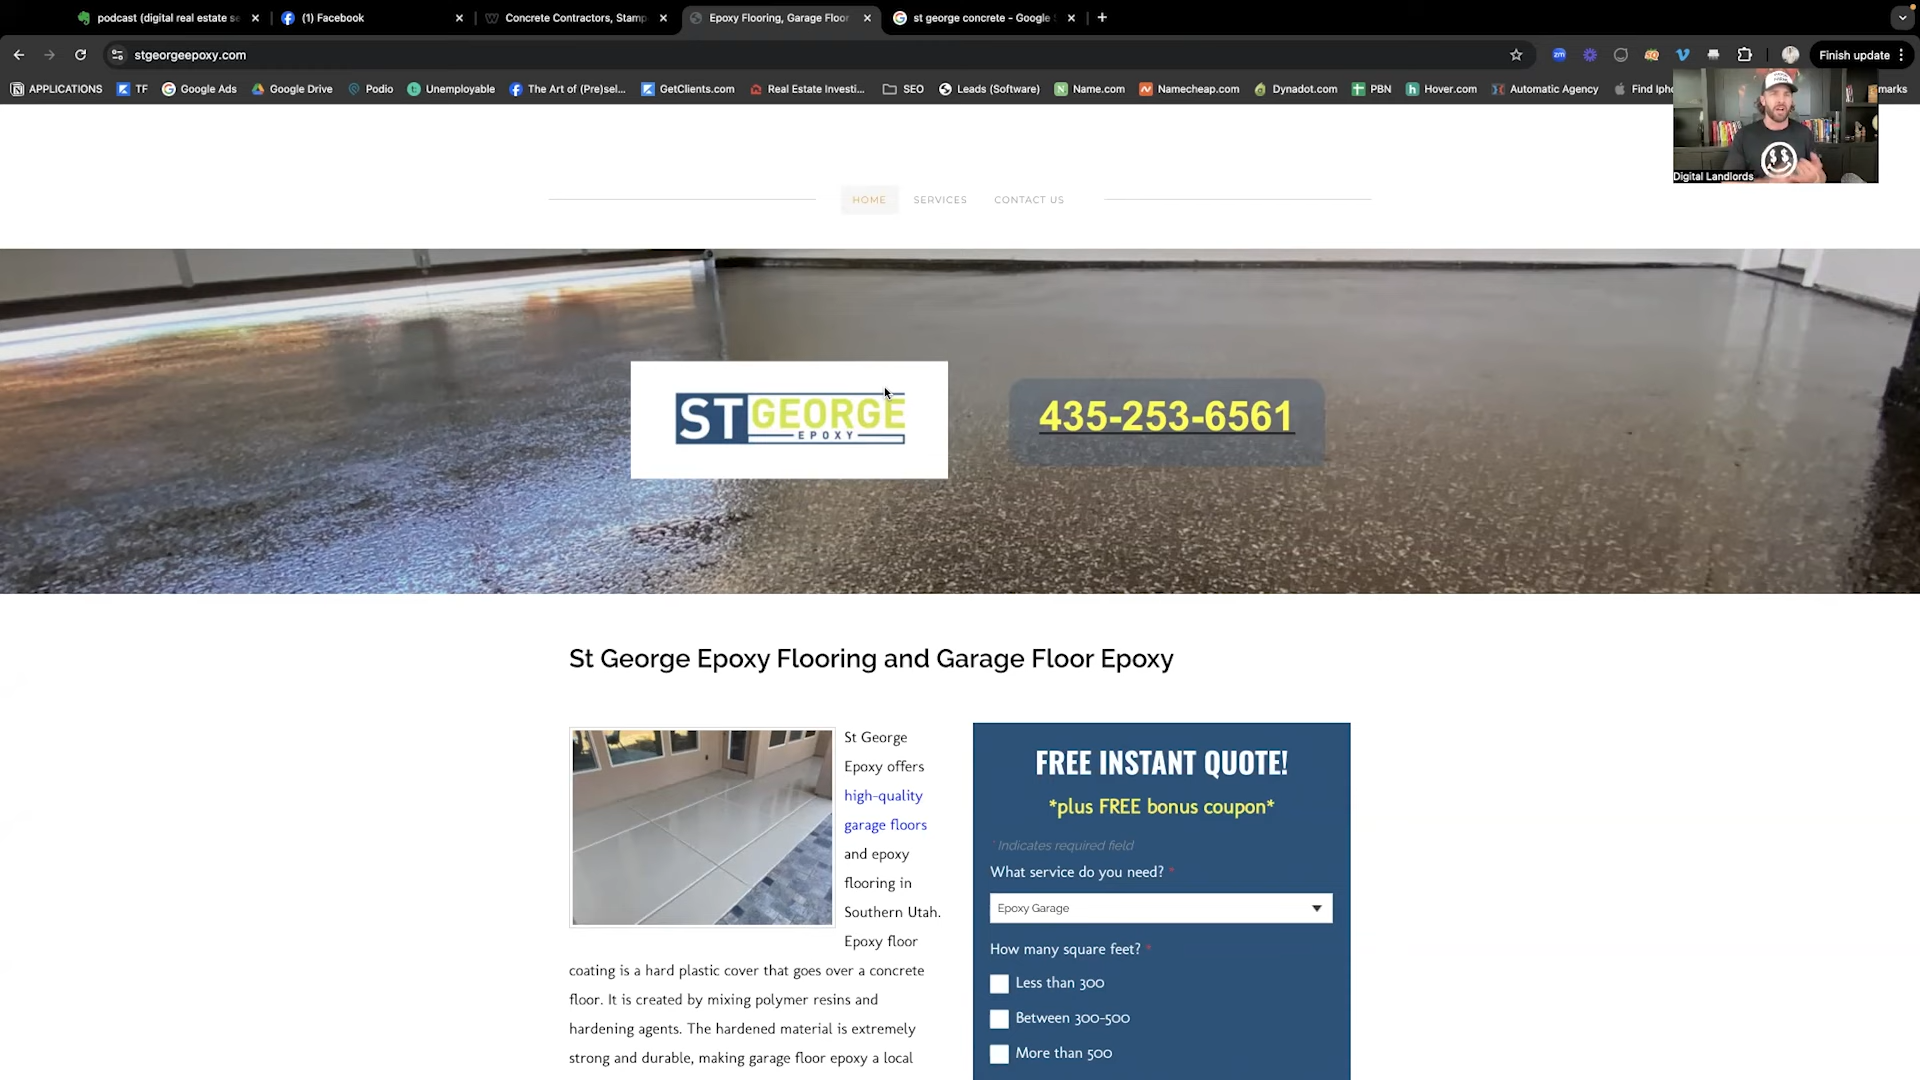 podcast (digital real estate se
(1) Facebook
Concrete Contractors, Stamp
Epoxy Flooring, Garage Floor
st george concrete - Google S
stgeorgeepoxy.com
Finish update
APPLICATIONS
TF
Google Ads
Google Drive
Podio
Unemployable
The Art of (Pre)sel...
GetClients.com
Real Estate Investi...
SEO
Leads (Software)
Name.com
Namecheap.com
Dynadot.com
PBN
Hover.com
Automatic Agency
Find Ipho
marks
Digital Landlords
HOME
SERVICES
CONTACT US
ST GEORGE
EPOXY
435-253-6561
St George Epoxy Flooring and Garage Floor Epoxy
St George
Epoxy offers
high-quality
garage floors
and epoxy
flooring in
Southern Utah.
Epoxy floor
coating is a hard plastic cover that goes over a concrete
floor. It is created by mixing polymer resins and
hardening agents. The hardened material is extremely
strong and durable, making garage floor epoxy a local
FREE INSTANT QUOTE!
*plus FREE bonus coupon*
* Indicates required field
What service do you need? *
Epoxy Garage
How many square feet? *
Less than 300
Between 300-500
More than 500